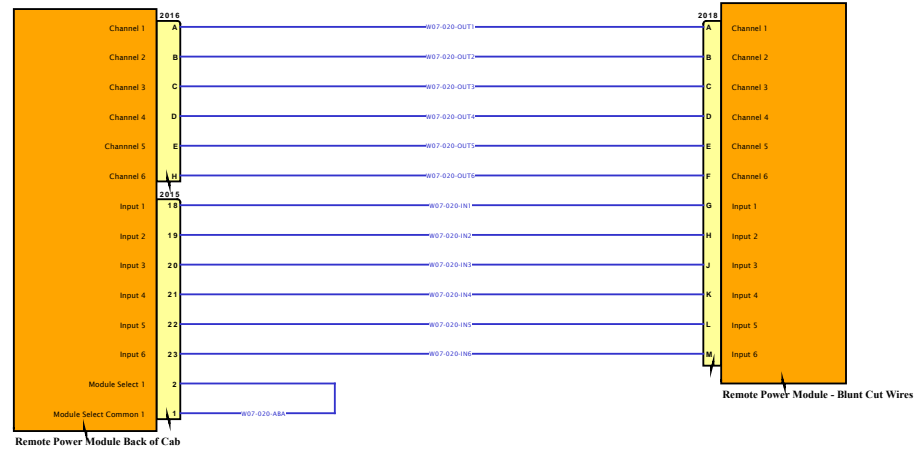 2016 2018
Channel 1 A W07-020-OUT1 A Channel 1
Channel 2 B W07-020-OUT2 B Channel 2
Channel 3 C W07-020-OUT3 C Channel 3
Channel 4 D W07-020-OUT4 D Channel 4
Channnel 5 E W07-020-OUT5 E Channel 5
Channel 6 H W07-020-OUT6 F Channel 6
2015
Input 1 18 W07-020-IN1 G Input 1
Input 2 19 W07-020-IN2 H Input 2
Input 3 20 W07-020-IN3 J Input 3
Input 4 21 W07-020-IN4 K Input 4
Input 5 22 W07-020-IN5 L Input 5
Input 6 23 W07-020-IN6 M Input 6
Module Select 1 2
Remote Power Module - Blunt Cut Wires
Module Select Common 1 1 W07-020-ABA
Remote Power Module Back of Cab